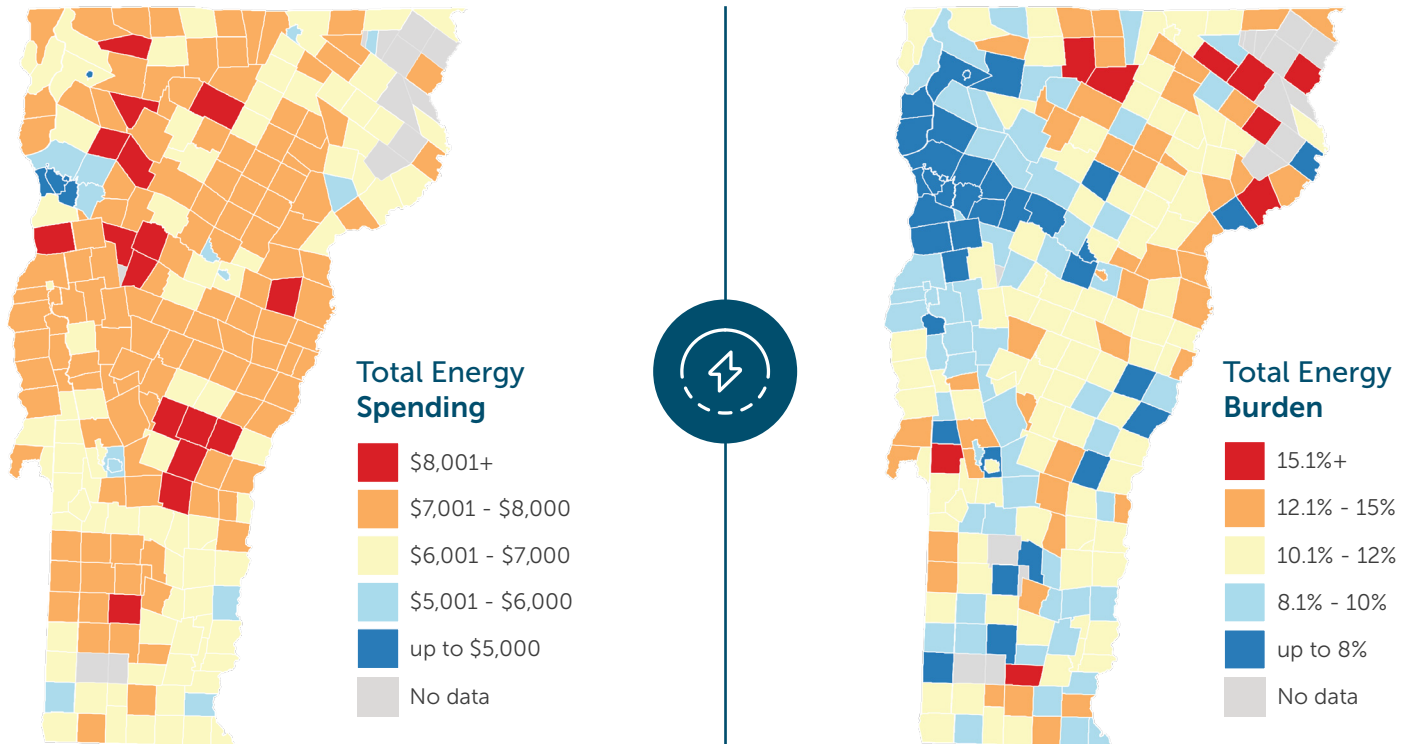 Total Energy
Spending
$8,001+
$7,001 - $8,000
$6,001 - $7,000
$5,001 - $6,000
up to $5,000
No data
Total Energy
Burden
15.1%+
12.1% - 15%
10.1% - 12%
8.1% - 10%
up to 8%
No data